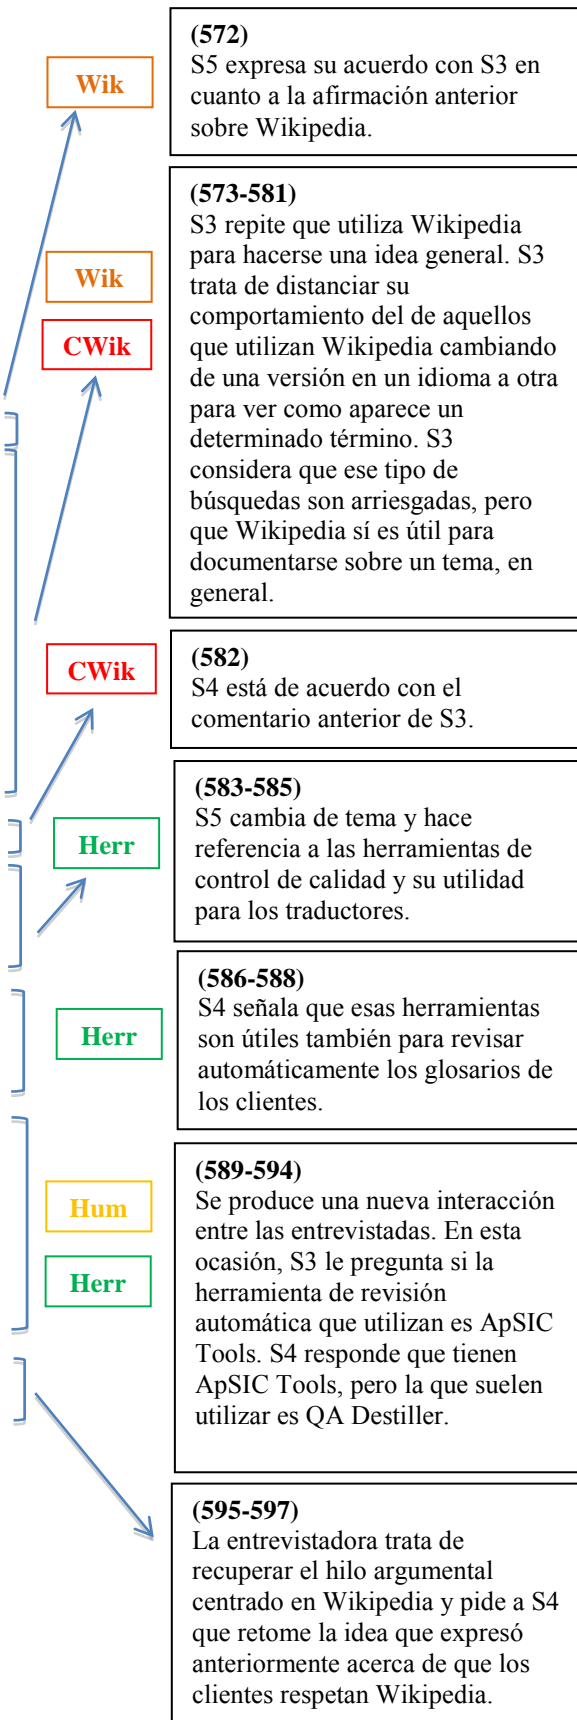 (572)
Wik
S5 expresa su acuerdo con S3 en
cuanto a la afirmación anterior
sobre Wikipedia.
(573-581)
S3 repite que utiliza Wikipedia
Wik
para hacerse una idea general. S3
trata de distanciar su
CWik
comportamiento del de aquellos
que utilizan Wikipedia cambiando
de una versión en un idioma a otra
para ver como aparece un
determinado término. S3
considera que ese tipo de
búsquedas son arriesgadas, pero
que Wikipedia sí es útil para
documentarse sobre un tema, en
general.
(582)
CWik
S4 está de acuerdo con el
comentario anterior de S3.
(583-585)
S5 cambia de tema y hace
Herr
referencia a las herramientas de
control de calidad y su utilidad
para los traductores.
(586-588)
S4 señala que esas herramientas
Herr
son útiles también para revisar
automáticamente los glosarios de
los clientes.
(589-594)
Hum
Se produce una nueva interacción
entre las entrevistadas. En esta
ocasión, S3 le pregunta si la
Herr
herramienta de revisión
automática que utilizan es ApSIC
Tools. S4 responde que tienen
ApSIC Tools, pero la que suelen
utilizar es QA Destiller.
(595-597)
La entrevistadora trata de
recuperar el hilo argumental
centrado en Wikipedia y pide a S4
que retome la idea que expresó
anteriormente acerca de que los
clientes respetan Wikipedia.